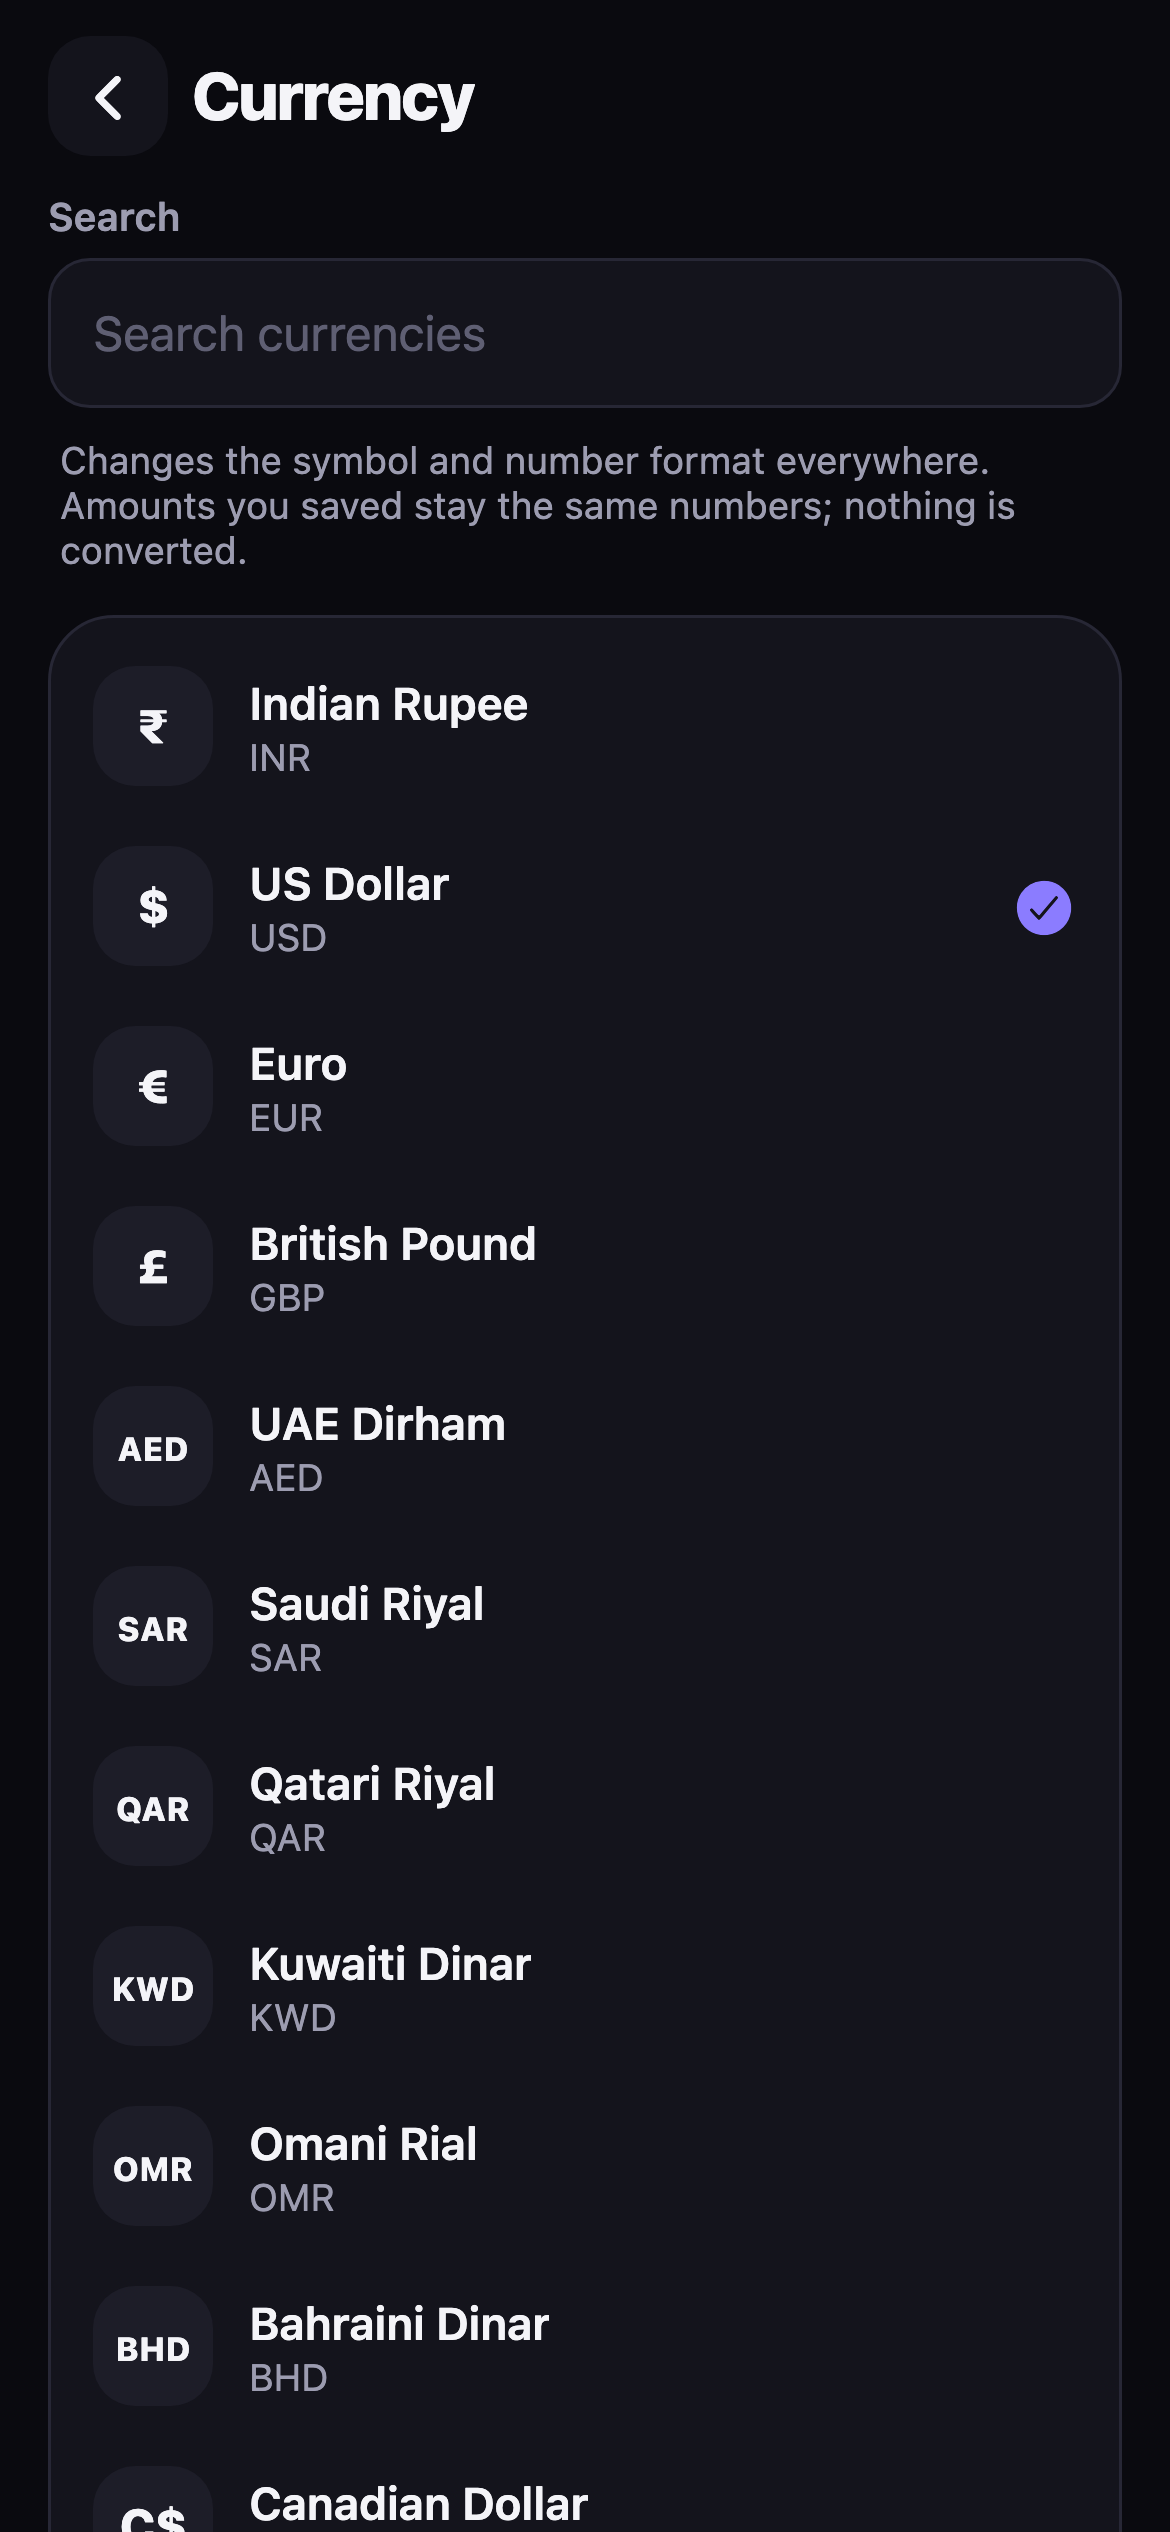 Currency
Search
Search currencies
Changes the symbol and number format everywhere.
Amounts you saved stay the same numbers; nothing is
converted.
₹
Indian Rupee
INR
$
US Dollar
USD
€
Euro
EUR
£
British Pound
GBP
AED
UAE Dirham
AED
SAR
Saudi Riyal
SAR
QAR
Qatari Riyal
QAR
KWD
Kuwaiti Dinar
KWD
OMR
Omani Rial
OMR
BHD
Bahraini Dinar
BHD
C$
Canadian Dollar